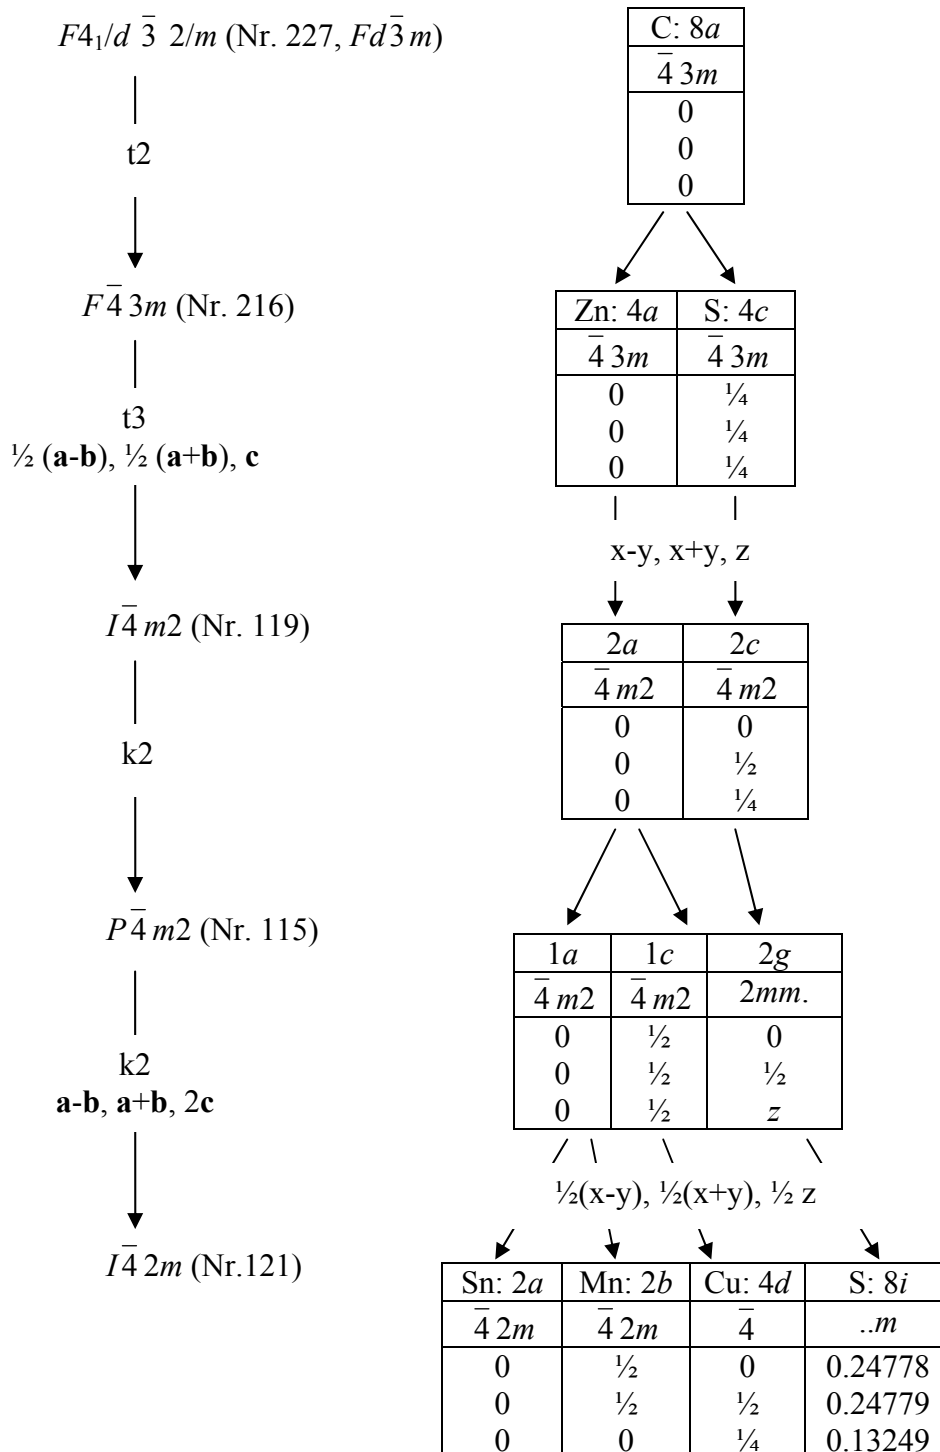 F4₁/d 3̅ 2/m (Nr. 227, Fd3̅m)
C: 8a
4̅ 3m
0
0
0
t2
F4̅ 3m (Nr. 216)
Zn: 4a S: 4c
4̅ 3m 4̅ 3m
0 ¼
0 ¼
0 ¼
t3
½ (a-b), ½ (a+b), c
x-y, x+y, z
I4̅ m2 (Nr. 119)
2a 2c
4̅ m2 4̅ m2
0 0
0 ½
0 ¼
k2
P4̅ m2 (Nr. 115)
1a 1c 2g
4̅ m2 4̅ m2 2mm.
0 ½ 0
0 ½ ½
0 ½ z
k2
a-b, a+b, 2c
½(x-y), ½(x+y), ½ z
I4̅ 2m (Nr.121)
Sn: 2a Mn: 2b Cu: 4d S: 8i
4̅ 2m 4̅ 2m 4̅ ..m
0 ½ 0 0.24778
0 ½ ½ 0.24779
0 0 ¼ 0.13249